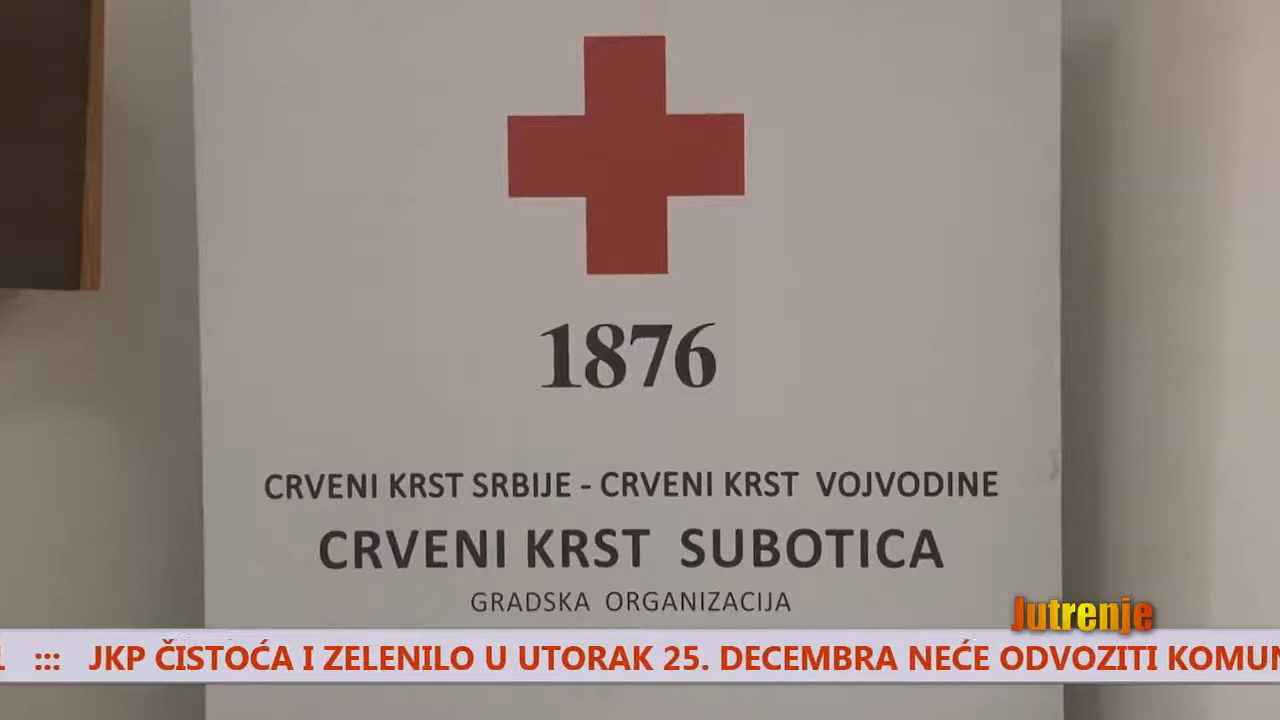 1876
CRVENI KRST SRBIJE - CRVENI KRST VOJVODINE
CRVENI KRST SUBOTICA
GRADSKA ORGANIZACIJA
Jutrenje
::: JKP ČISTOĆA I ZELENILO U UTORAK 25. DECEMBRA NEĆE ODVOZITI